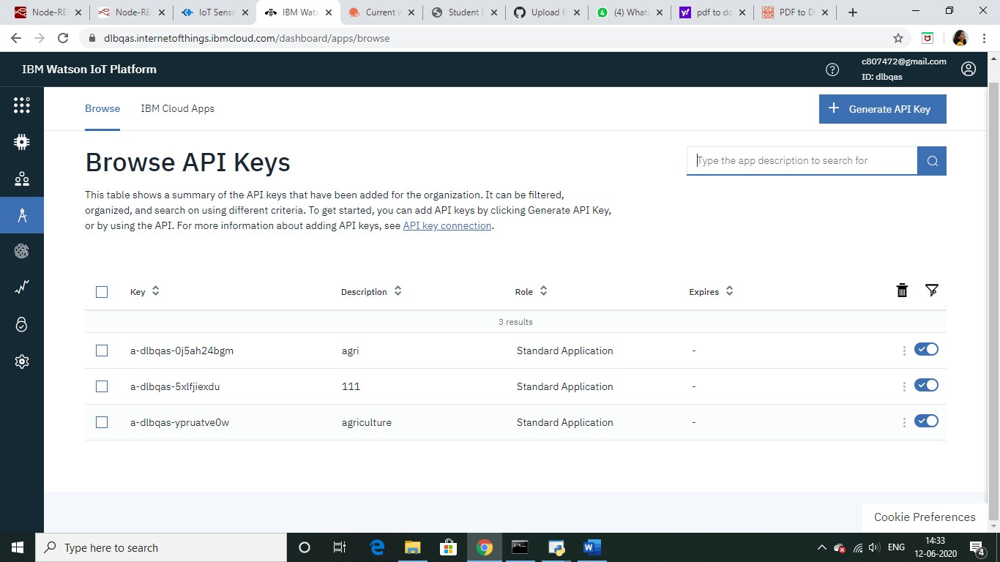 Node-RE
Node-RE
IoT Senso
IBM Wats
Current w
Student D
Upload fi
(4) Whats
pdf to do
PDF to D
dlbqas.internetofthings.ibmcloud.com/dashboard/apps/browse
IBM Watson IoT Platform
c807472@gmail.com
ID: dlbqas
Browse
IBM Cloud Apps
+ Generate API Key
Browse API Keys
Type the app description to search for
This table shows a summary of the API keys that have been added for the organization. It can be filtered,
organized, and search on using different criteria. To get started, you can add API keys by clicking Generate API Key,
or by using the API. For more information about adding API keys, see API key connection.
Key Description Role Expires
3 results
a-dlbqas-0j5ah24bgm agri Standard Application -
a-dlbqas-5xlfjiexdu 111 Standard Application -
a-dlbqas-ypruatve0w agriculture Standard Application -
Cookie Preferences
Type here to search
ENG
14:33
12-06-2020
4